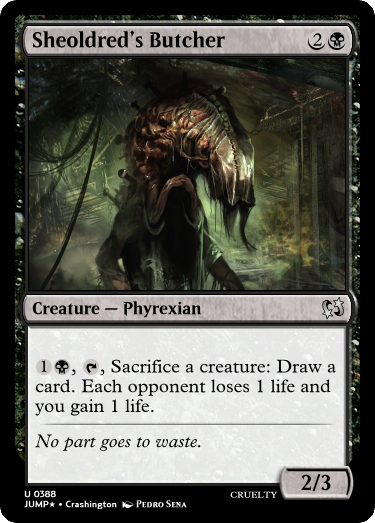 Sheoldred's Butcher 2
Creature — Phyrexian
1 , , Sacrifice a creature: Draw a
card. Each opponent loses 1 life and
you gain 1 life.
No part goes to waste.
2/3
U 0388
JUMP★ • Crashington Pedro Sena
CRUELTY